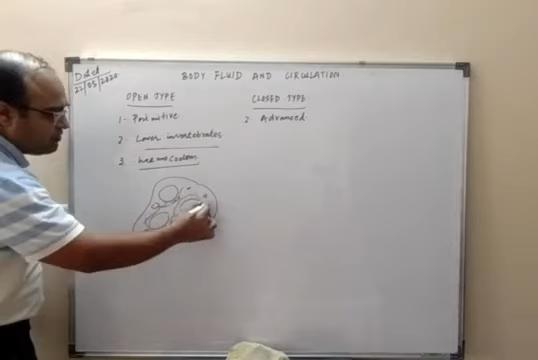 Date
22/05/2020
BODY FLUID AND CIRCULATION
OPEN TYPE
1- Primitive
2. Lower invertebrates
3. haemocoelom
CLOSED TYPE
2. Advanced